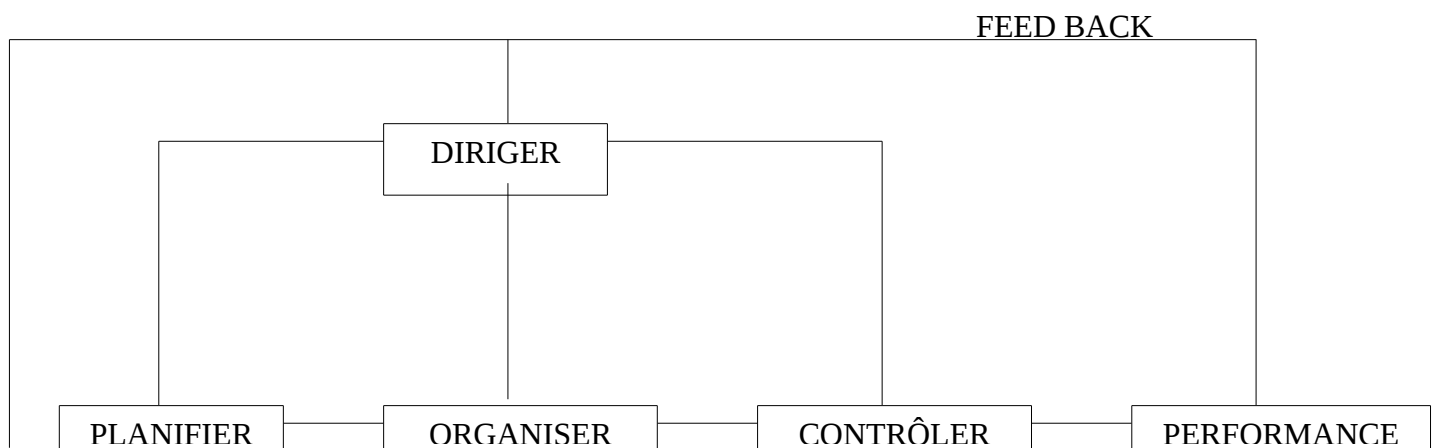 FEED BACK
DIRIGER
PLANIFIER
ORGANISER
CONTRÔLER
PERFORMANCE